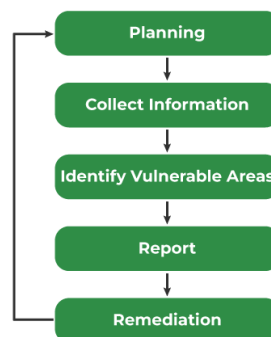 Planning
Collect Information
Identify Vulnerable Areas
Report
Remediation